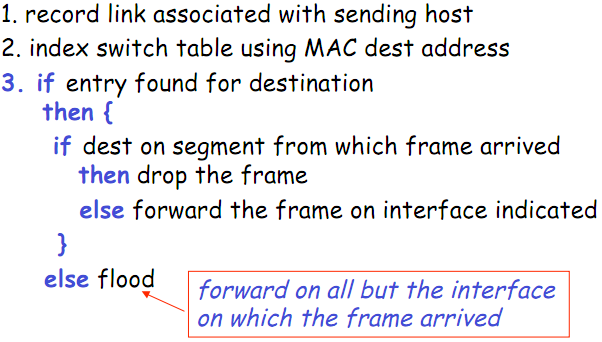 1. record link associated with sending host
2. index switch table using MAC dest address
3. if entry found for destination
then {
if dest on segment from which frame arrived
then drop the frame
else forward the frame on interface indicated
}
else flood
forward on all but the interface
on which the frame arrived